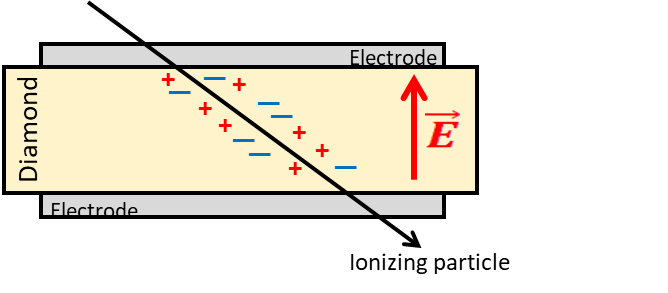 Electrode
Diamond
E
Electrode
Ionizing particle